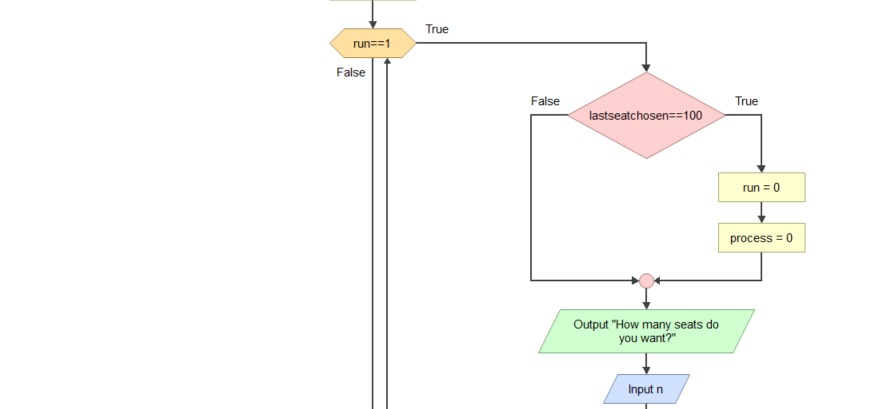 True
run==1
False
False
True
lastseatchosen==100
run = 0
process = 0
Output "How many seats do
you want?"
Input n